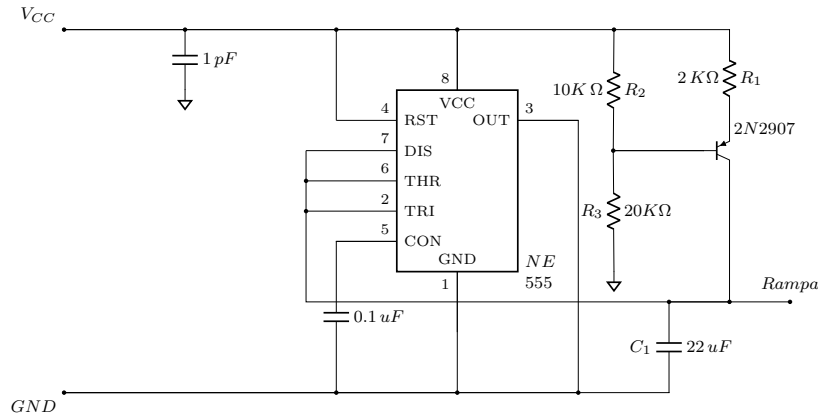 V_CC
1 pF
8
VCC
4
RST
OUT
3
7
DIS
6
THR
2
TRI
5
CON
GND
1
NE
555
10K Ω
R_2
2 KΩ
R_1
2N2907
R_3
20KΩ
Rampa
0.1 uF
C_1
22 uF
GND